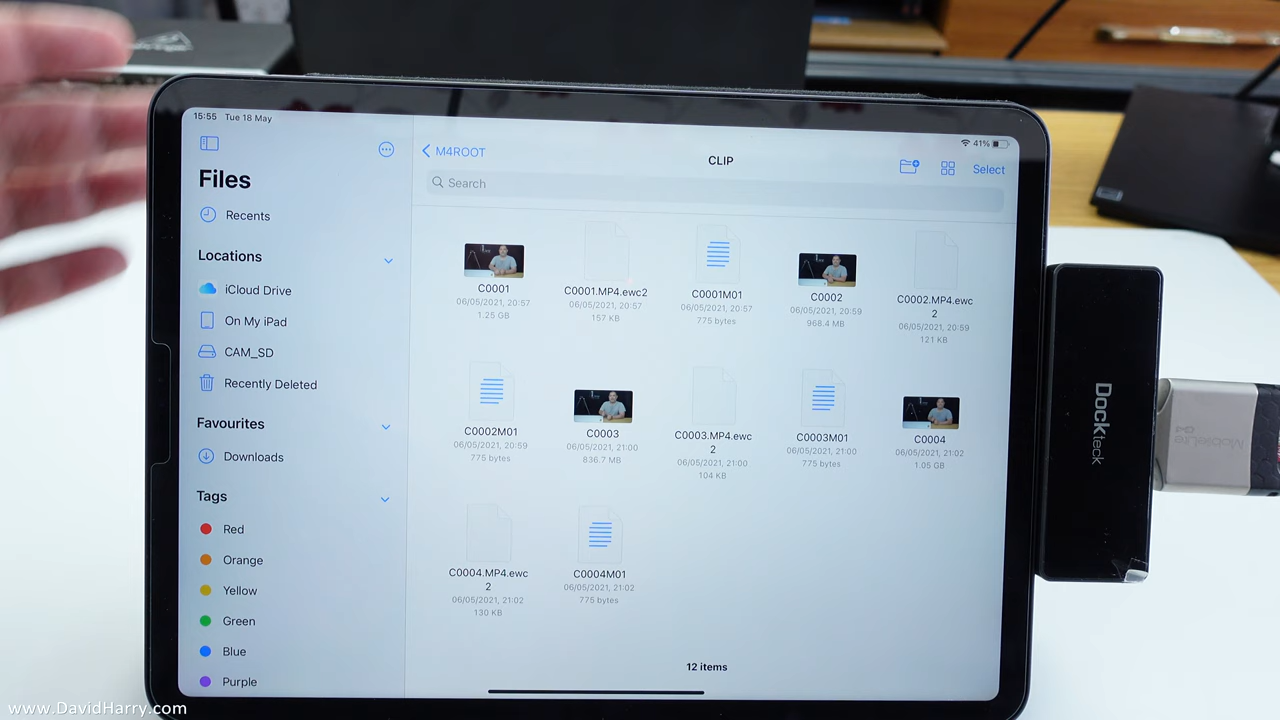 15:55 Tue 18 May
41%
Files
Recents
Locations
iCloud Drive
On My iPad
CAM_SD
Recently Deleted
Favourites
Downloads
Tags
Red
Orange
Yellow
Green
Blue
Purple
M4ROOT
CLIP
Select
Search
C0001
06/05/2021, 20:57
1.25 GB
C0001.MP4.ewc2
06/05/2021, 20:57
157 KB
C0001M01
06/05/2021, 20:57
775 bytes
C0002
06/05/2021, 20:59
968.4 MB
C0002.MP4.ewc
2
06/05/2021, 20:59
121 KB
C0002M01
06/05/2021, 20:59
775 bytes
C0003
06/05/2021, 21:00
836.7 MB
C0003.MP4.ewc
2
06/05/2021, 21:00
104 KB
C0003M01
06/05/2021, 21:00
775 bytes
C0004
06/05/2021, 21:02
1.05 GB
C0004.MP4.ewc
2
06/05/2021, 21:02
130 KB
C0004M01
06/05/2021, 21:02
775 bytes
12 items
Dockteck
MobileLite
www.DavidHarry.com